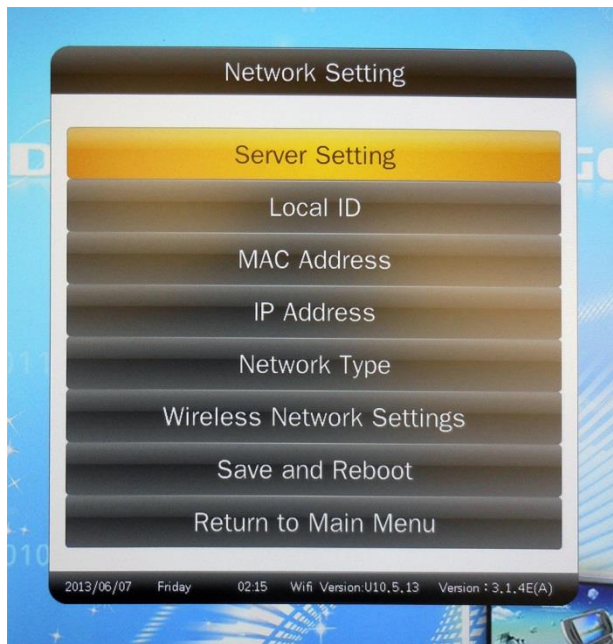 Network Setting
Server Setting
Local ID
MAC Address
IP Address
Network Type
Wireless Network Settings
Save and Reboot
Return to Main Menu
2013/06/07 Friday 02:15 Wifi Version:U10.5.13 Version : 3.1.4E(A)